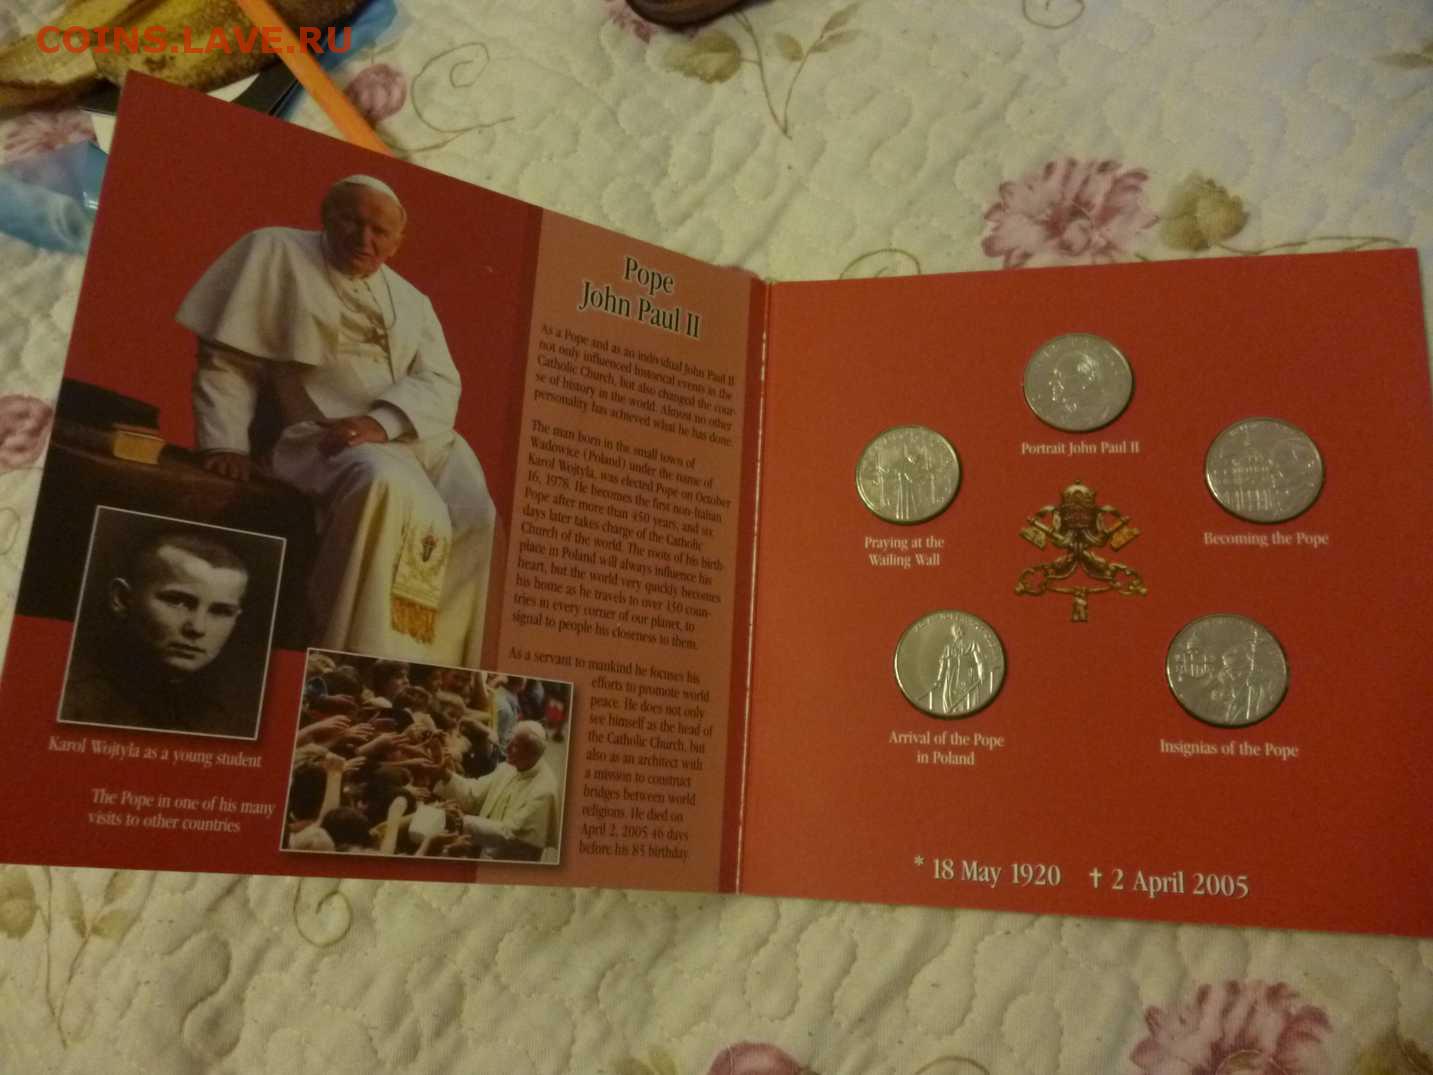 COINS.LAVE.RU
Pope
John Paul II
As a Pope and as an individual John Paul II
not only influenced historical events in the
Catholic Church, but also changed the cour-
se of history in the world. Almost no other
personality has achieved what he has done.
The man born in the small town of
Wadowice (Poland) under the name of
Karol Wojtyla, was elected Pope on October
16, 1978. He becomes the first non-Italian
Pope after more than 450 years, and six
days later takes charge of the Catholic
Church of the world. The roots of his birth-
place in Poland will always influence his
heart, but the world very quickly becomes
his home as he travels to over 130 coun-
tries in every corner of our planet, to
signal to people his closeness to them.
As a servant to mankind he focuses his
efforts to promote world
peace. He does not only
see himself as the head of
the Catholic Church, but
also as an architect with
a mission to construct
bridges between world
religions. He died on
April 2, 2005 46 days
before his 85 birthday.
Karol Wojtyla as a young student
The Pope in one of his many
visits to other countries
Portrait John Paul II
Praying at the
Wailing Wall
Becoming the Pope
Arrival of the Pope
in Poland
Insignias of the Pope
* 18 May 1920 † 2 April 2005